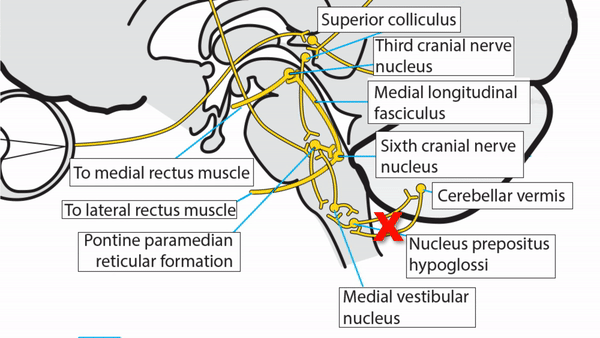 Superior colliculus
Third cranial nerve
nucleus
Medial longitudinal
fasciculus
Sixth cranial nerve
nucleus
To medial rectus muscle
Cerebellar vermis
To lateral rectus muscle
Pontine paramedian
reticular formation
Nucleus prepositus
hypoglossi
Medial vestibular
nucleus